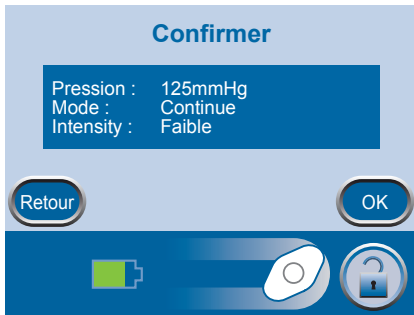 Confirmer
Pression : 125mmHg
Mode : Continue
Intensity : Faible
Retour
OK